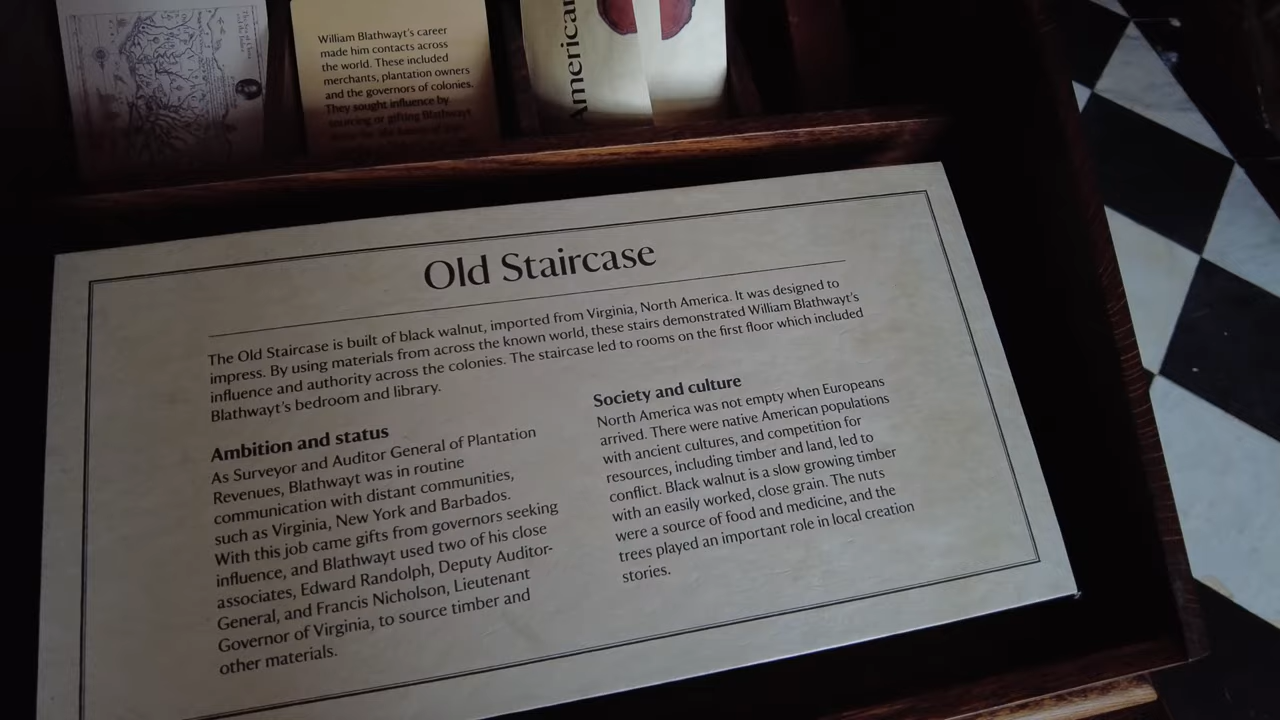 William Blathwayt's career
made him contacts across
the world. These included
merchants, plantation owners
and the governors of colonies.
They sought influence by
sourcing or gifting Blathwayt
American
Old Staircase
The Old Staircase is built of black walnut, imported from Virginia, North America. It was designed to
impress. By using materials from across the known world, these stairs demonstrated William Blathwayt's
influence and authority across the colonies. The staircase led to rooms on the first floor which included
Blathwayt's bedroom and library.
Ambition and status
As Surveyor and Auditor General of Plantation
Revenues, Blathwayt was in routine
communication with distant communities,
such as Virginia, New York and Barbados.
With this job came gifts from governors seeking
influence, and Blathwayt used two of his close
associates, Edward Randolph, Deputy Auditor-
General, and Francis Nicholson, Lieutenant
Governor of Virginia, to source timber and
other materials.
Society and culture
North America was not empty when Europeans
arrived. There were native American populations
with ancient cultures, and competition for
resources, including timber and land, led to
conflict. Black walnut is a slow growing timber
with an easily worked, close grain. The nuts
were a source of food and medicine, and the
trees played an important role in local creation
stories.